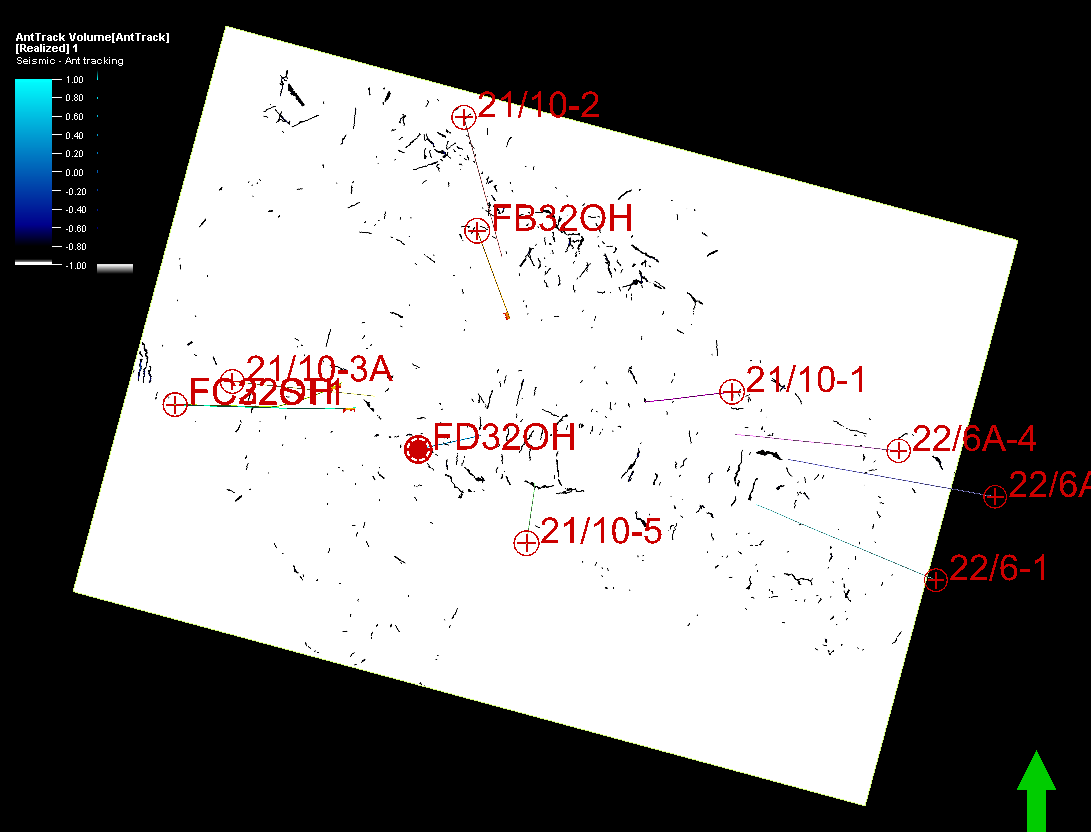 AntTrack Volume[AntTrack]
[Realized] 1
Seismic - Ant tracking
1.00
0.80
0.60
0.40
0.20
0.00
-0.20
-0.40
-0.60
-0.80
-1.00
21/10-2
FB32OH
21/10-3A
21/10-1
FD32OH
22/6A-4
22/6A
21/10-5
22/6-1